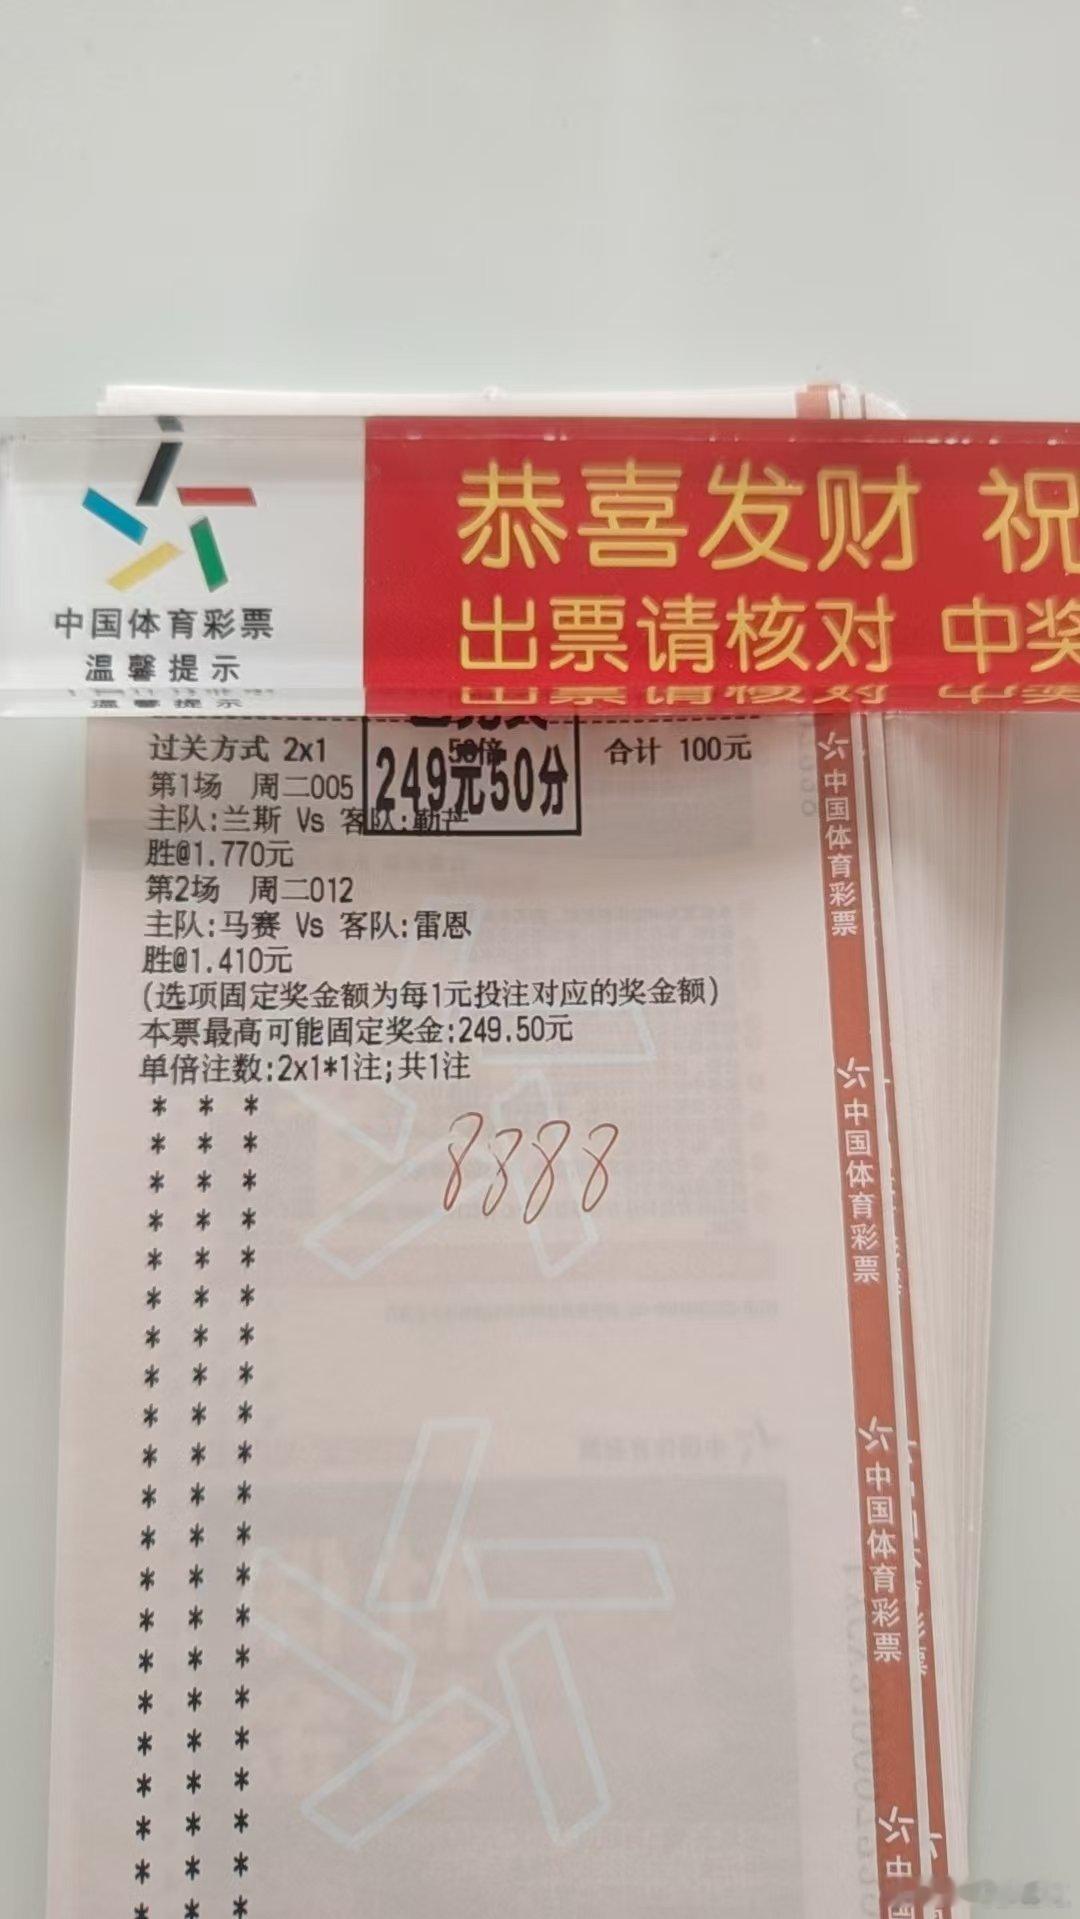 恭喜发财 祝
出票请核对 中奖
中国体育彩票
温馨提示
过关方式 2x1 50倍 合计 100元
249元50分
第1场 周二005
主队:兰斯 Vs 客队:勒芒
胜@1.770元
第2场 周二012
主队:马赛 Vs 客队:雷恩
胜@1.410元
(选项固定奖金额为每1元投注对应的奖金额)
本票最高可能固定奖金:249.50元
单倍注数:2x1*1注;共1注
8888
中国体育彩票
中国体育彩票
中国体育彩票
中国